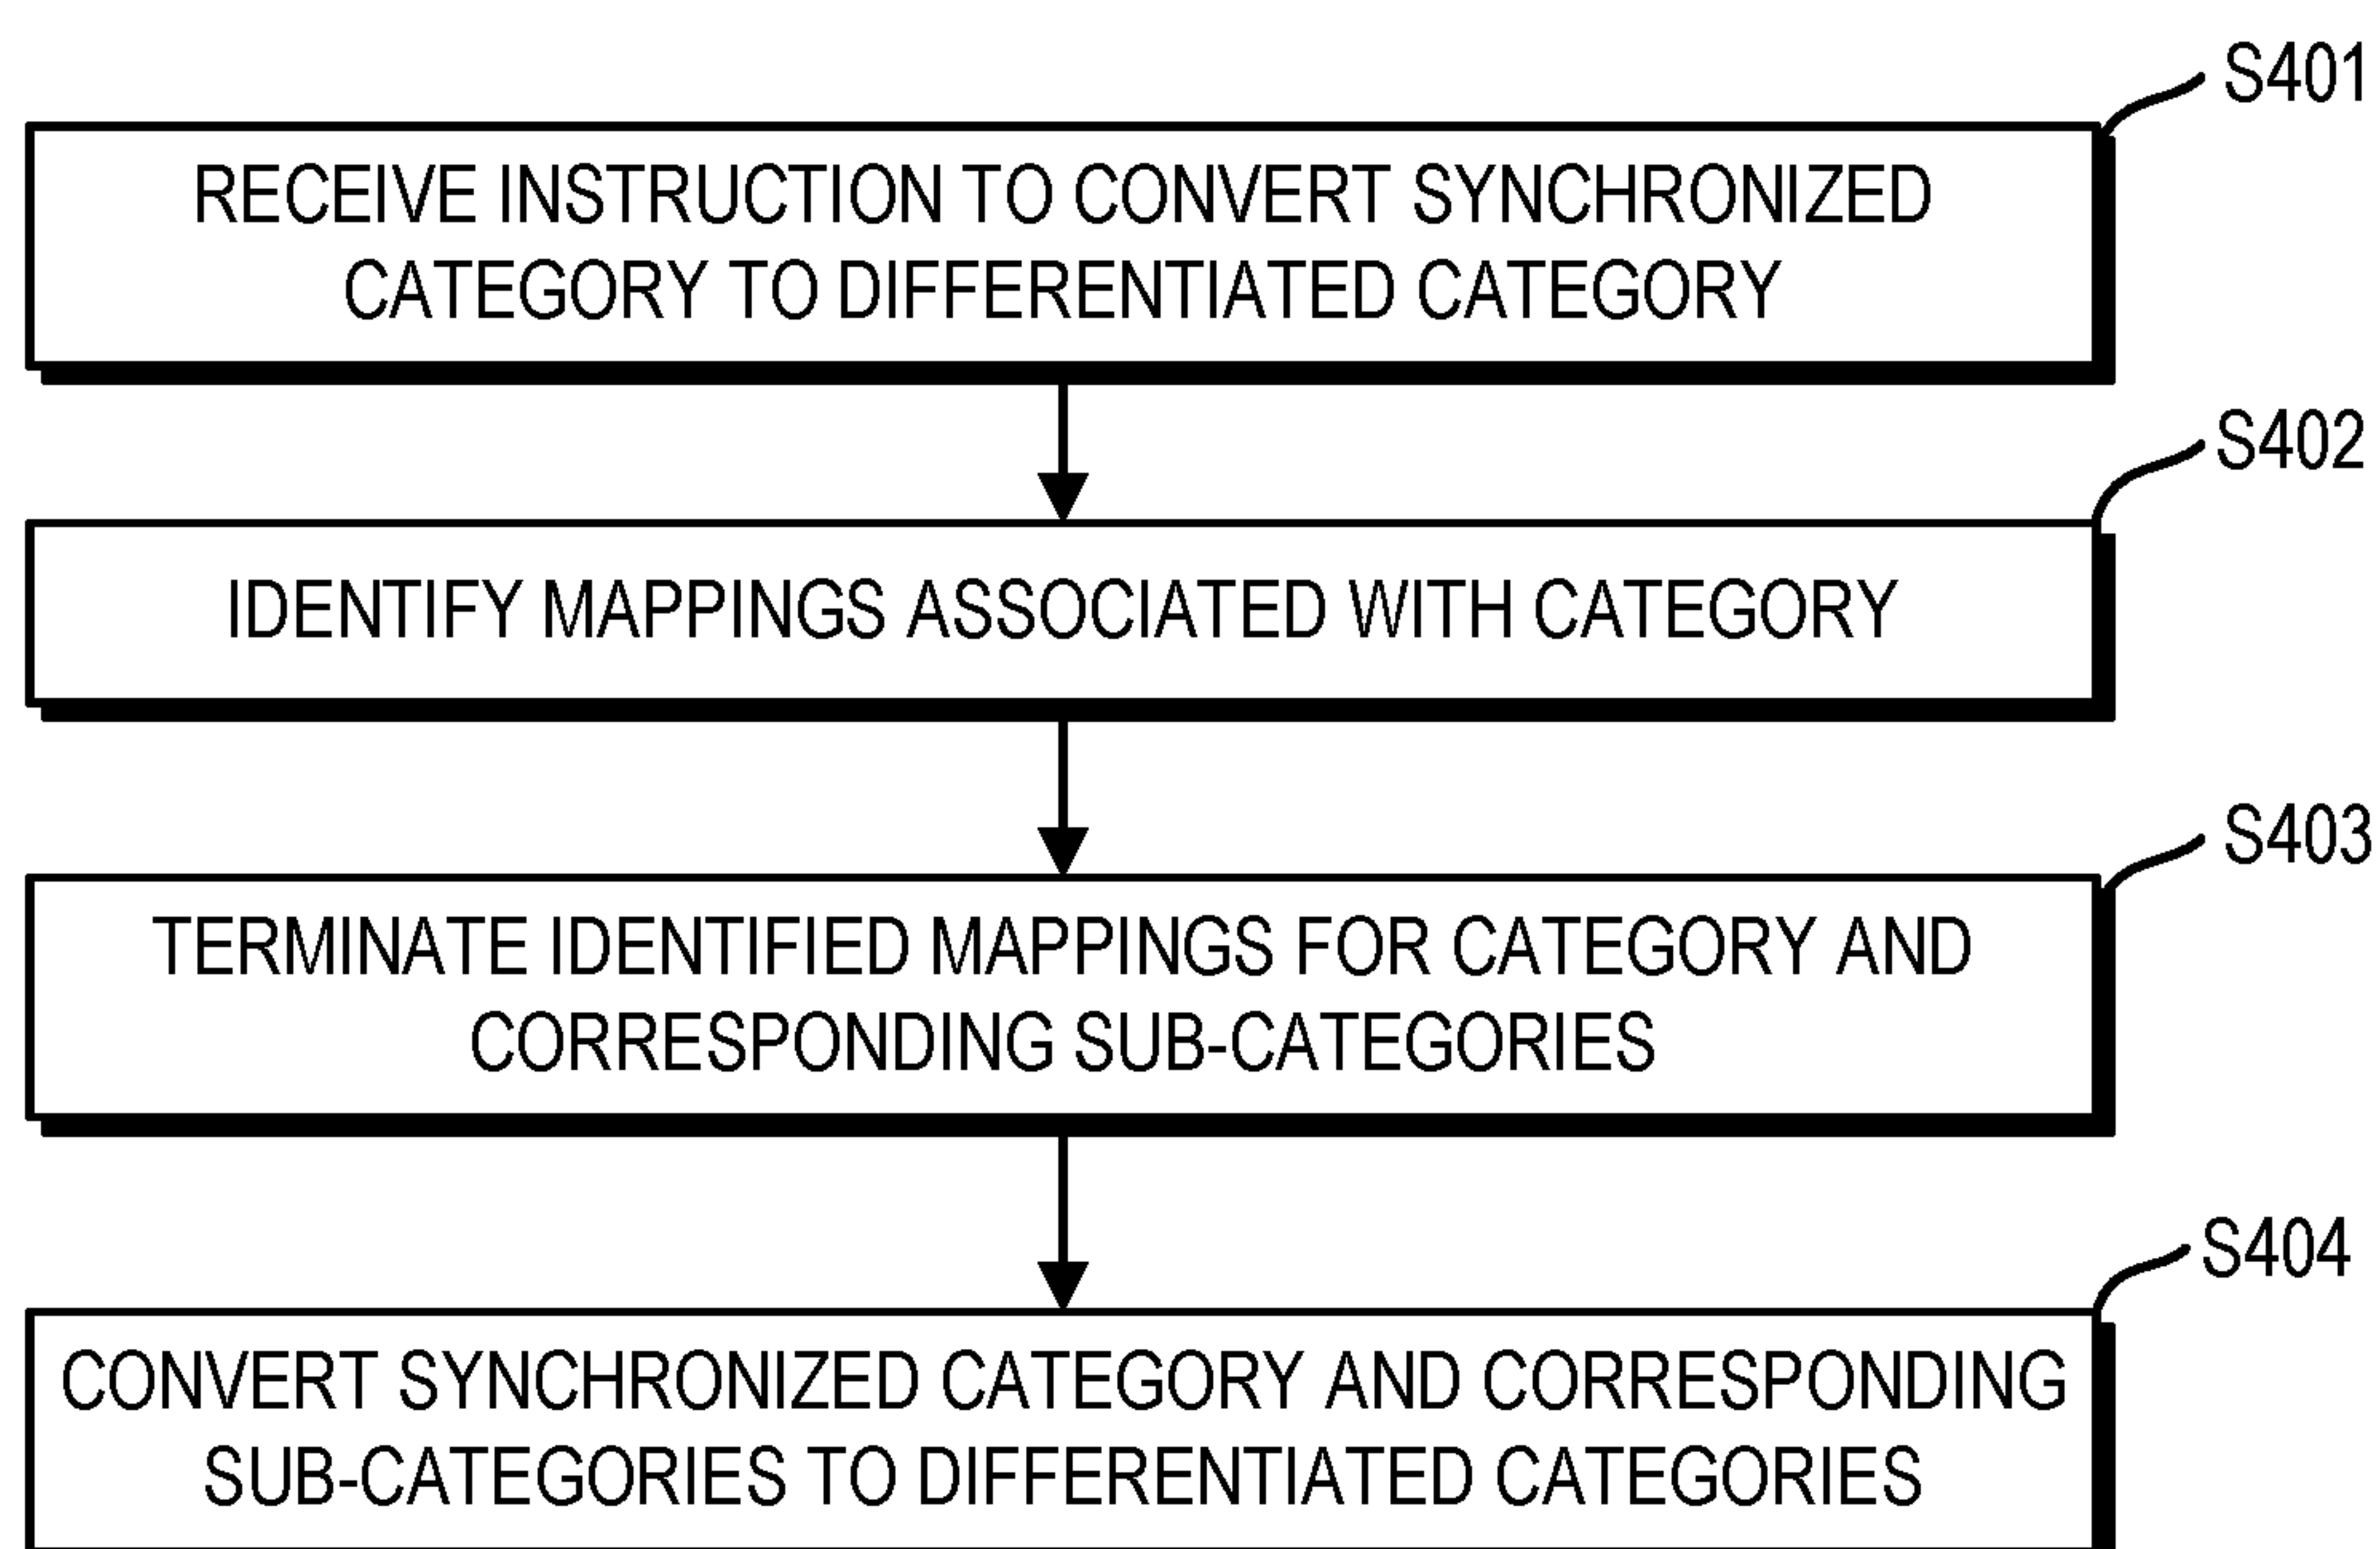 S401
RECEIVE INSTRUCTION TO CONVERT SYNCHRONIZED
CATEGORY TO DIFFERENTIATED CATEGORY
S402
IDENTIFY MAPPINGS ASSOCIATED WITH CATEGORY
S403
TERMINATE IDENTIFIED MAPPINGS FOR CATEGORY AND
CORRESPONDING SUB-CATEGORIES
S404
CONVERT SYNCHRONIZED CATEGORY AND CORRESPONDING
SUB-CATEGORIES TO DIFFERENTIATED CATEGORIES